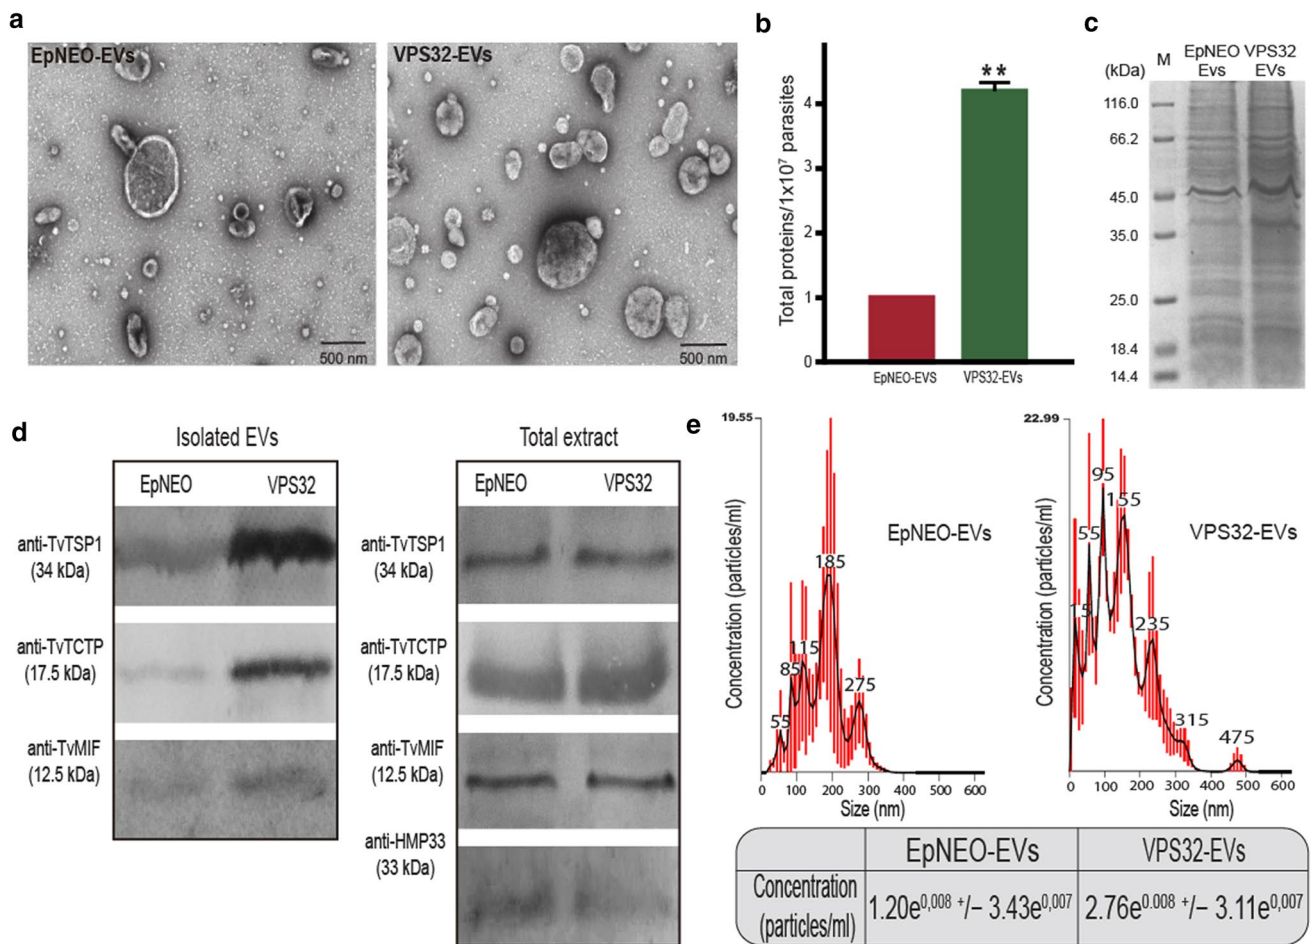 a
EpNEO-EVs
VPS32-EVs
500 nm
500 nm
b
Total proteins/1x10⁷ parasites
4
3
2
1
0
**
EpNEO-EVS
VPS32-EVs
c
(kDa)
M
EpNEO VPS32
Evs EVs
116.0
66.2
45.0
35.0
25.0
18.4
14.4
d
Isolated EVs
EpNEO VPS32
anti-TvTSP1
(34 kDa)
anti-TvTCTP
(17.5 kDa)
anti-TvMIF
(12.5 kDa)
Total extract
EpNEO VPS32
anti-TvTSP1
(34 kDa)
anti-TvTCTP
(17.5 kDa)
anti-TvMIF
(12.5 kDa)
anti-HMP33
(33 kDa)
e
19.55
Concentration (particles/ml)
EpNEO-EVs
55
85
115
185
275
0 100 200 300 400 500 600
Size (nm)
22.99
Concentration (particles/ml)
VPS32-EVs
15
55
95
155
235
315
475
0 100 200 300 400 500 600
Size (nm)
EpNEO-EVs VPS32-EVs
Concentration
(particles/ml)
1.20e⁰,⁰⁰⁸ ⁺/− 3.43e⁰,⁰⁰⁷
2.76e⁰·⁰⁰⁸ ⁺/− 3.11e⁰,⁰⁰⁷